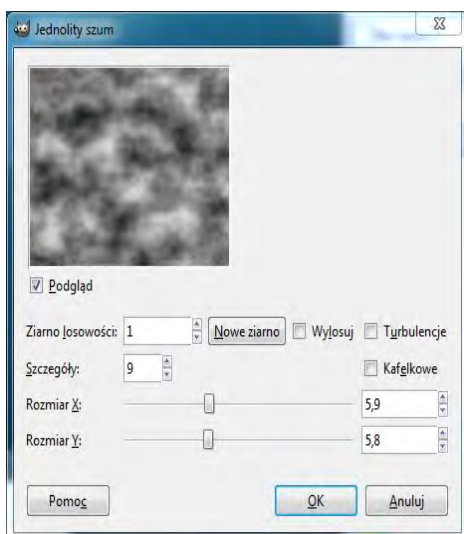 Jednolity szum
Podgląd
Ziarno losowości: 1 Nowe ziarno Wylosuj Turbulencje
Szczegóły: 9 Kafelkowe
Rozmiar X: 5,9
Rozmiar Y: 5,8
Pomoc OK Anuluj